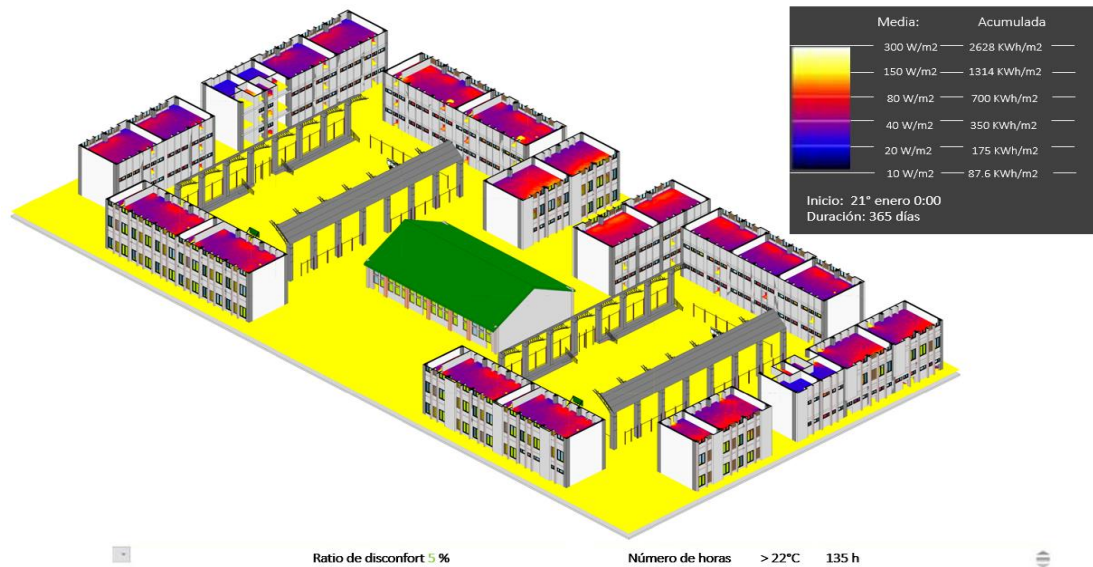 Media: Acumulada
300 W/m2 2628 KWh/m2
150 W/m2 1314 KWh/m2
80 W/m2 700 KWh/m2
40 W/m2 350 KWh/m2
20 W/m2 175 KWh/m2
10 W/m2 87.6 KWh/m2
Inicio: 21° enero 0:00
Duración: 365 días
Ratio de disconfort 5 % Número de horas > 22°C 135 h